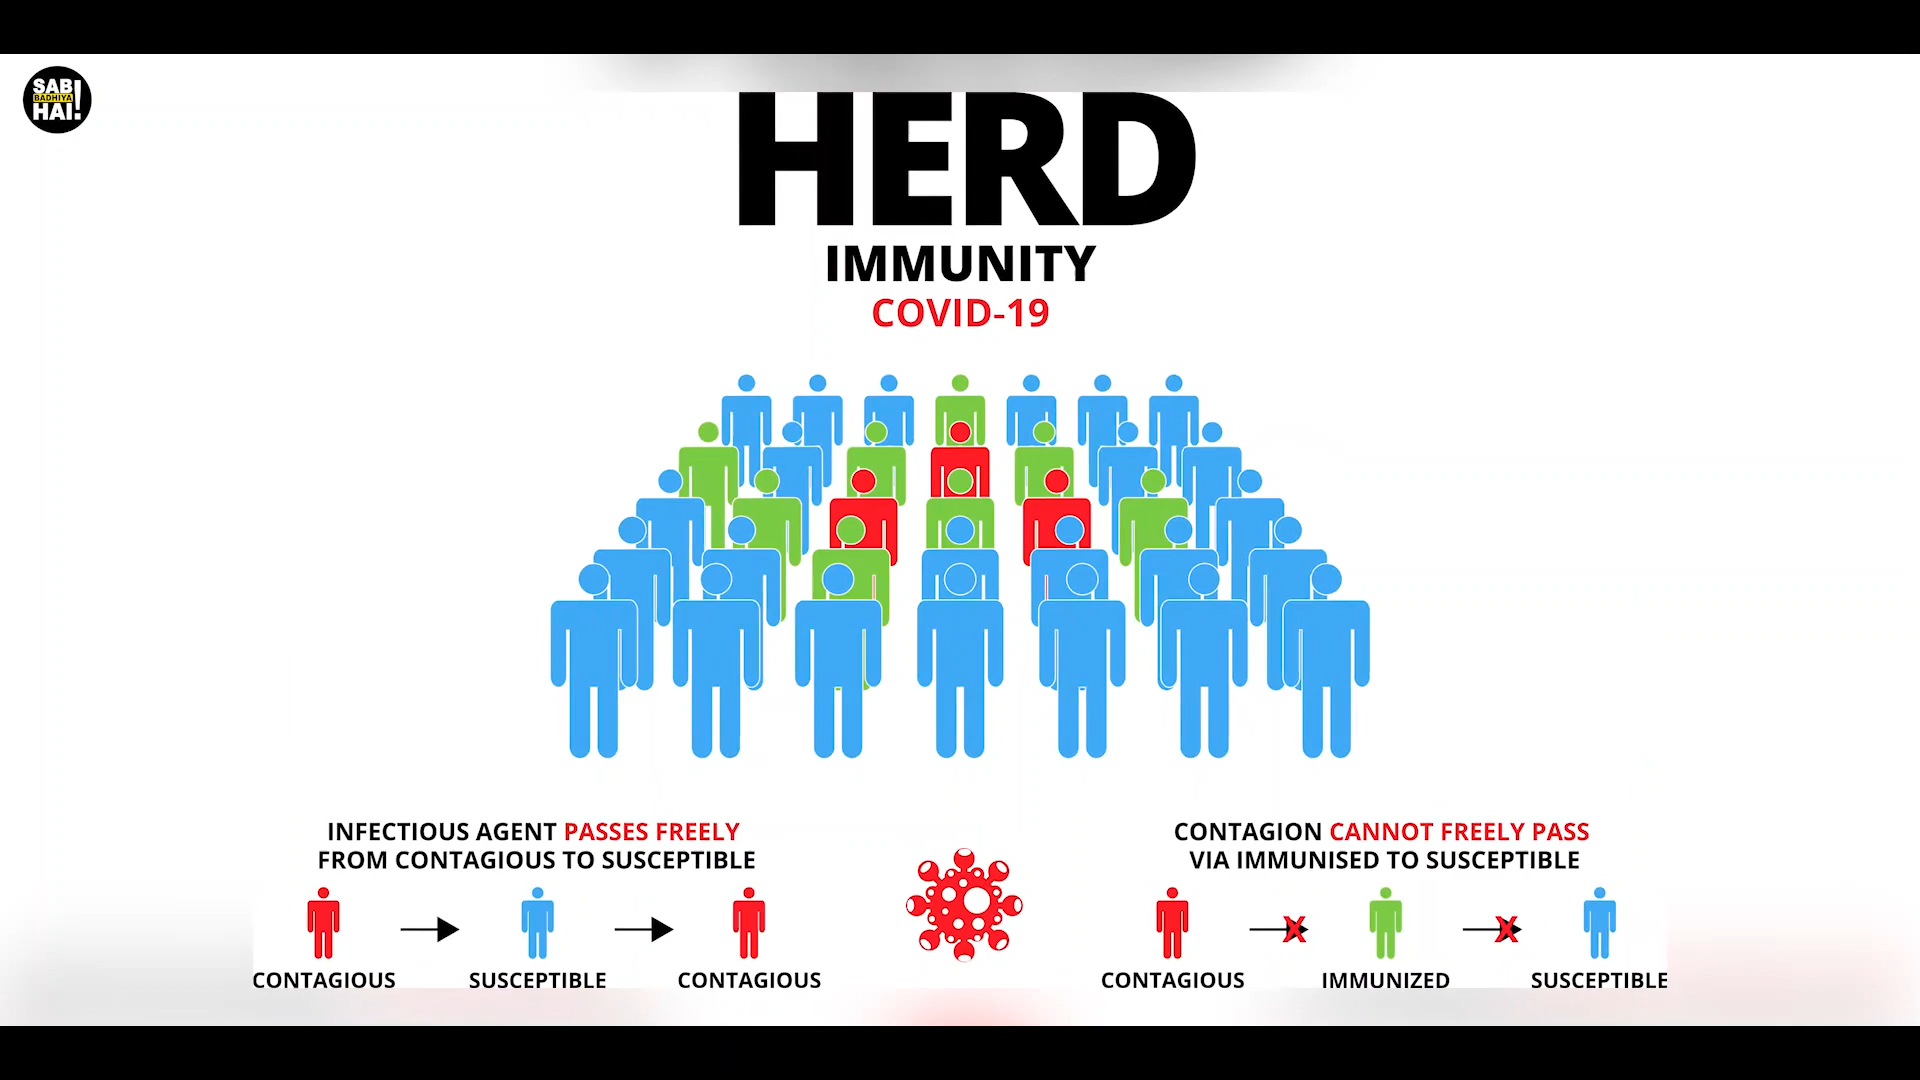 SAB
BADHIYA
HAI!
HERD
IMMUNITY
COVID-19
INFECTIOUS AGENT PASSES FREELY
FROM CONTAGIOUS TO SUSCEPTIBLE
CONTAGIOUS
SUSCEPTIBLE
CONTAGIOUS
CONTAGION CANNOT FREELY PASS
VIA IMMUNISED TO SUSCEPTIBLE
X
X
CONTAGIOUS
IMMUNIZED
SUSCEPTIBLE